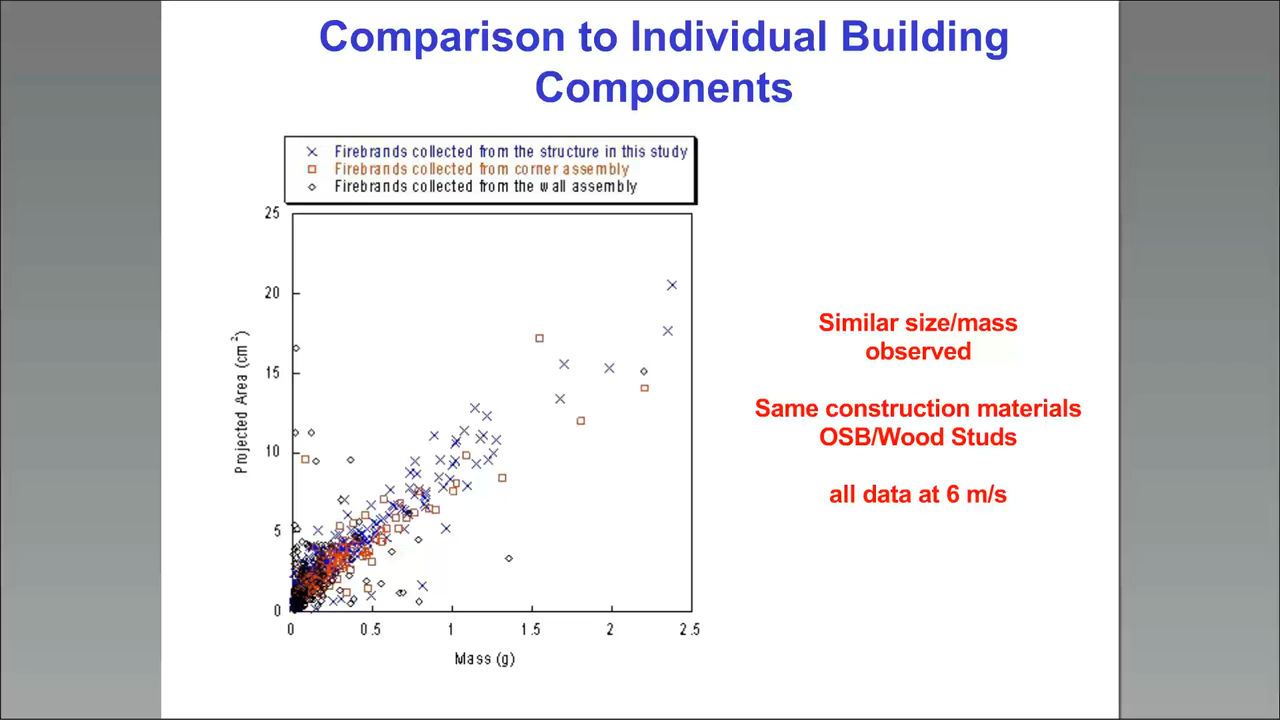 Comparison to Individual Building
Components
Firebrands collected from the structure in this study
Firebrands collected from corner assembly
Firebrands collected from the wall assembly
25
20
15
10
5
0
Projected Area (cm²)
0 0.5 1 1.5 2 2.5
Mass (g)
Similar size/mass
observed
Same construction materials
OSB/Wood Studs
all data at 6 m/s